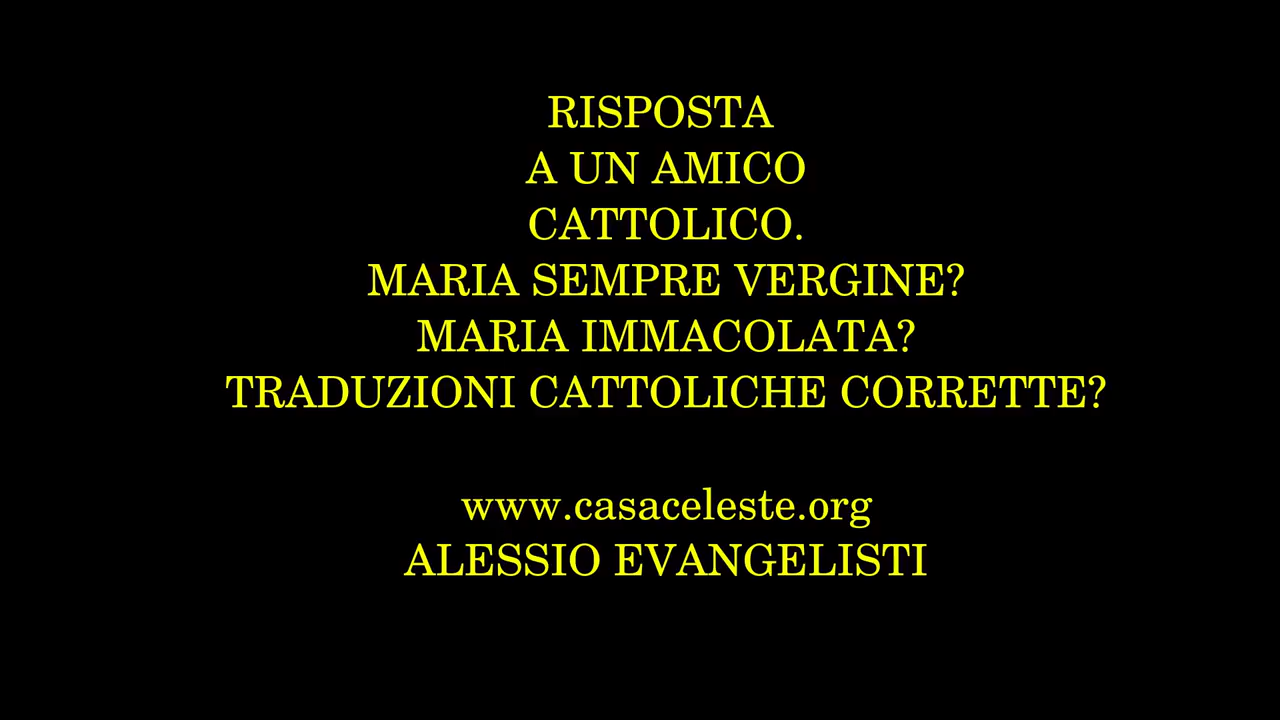 RISPOSTA
A UN AMICO
CATTOLICO.
MARIA SEMPRE VERGINE?
MARIA IMMACOLATA?
TRADUZIONI CATTOLICHE CORRETTE?
www.casaceleste.org
ALESSIO EVANGELISTI